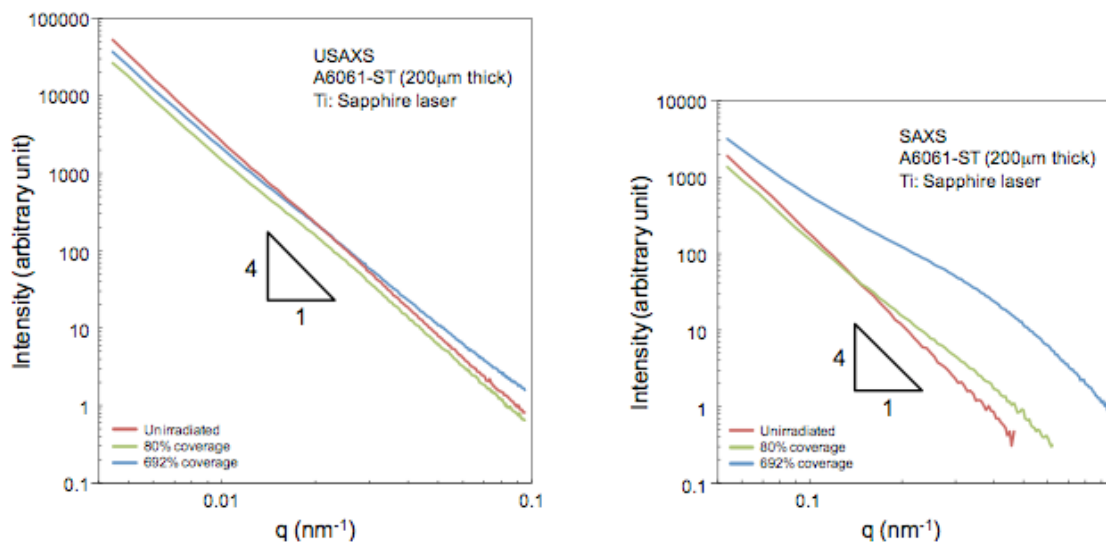 100000
10000
1000
100
10
1
0.1
Intensity (arbitrary unit)
USAXS
A6061-ST (200μm thick)
Ti: Sapphire laser
4
1
Unirradiated
80% coverage
692% coverage
0.01
0.1
q (nm⁻¹)
10000
1000
100
10
1
0.1
Intensity (arbitrary unit)
SAXS
A6061-ST (200μm thick)
Ti: Sapphire laser
4
1
Unirradiated
80% coverage
692% coverage
0.1
q (nm⁻¹)